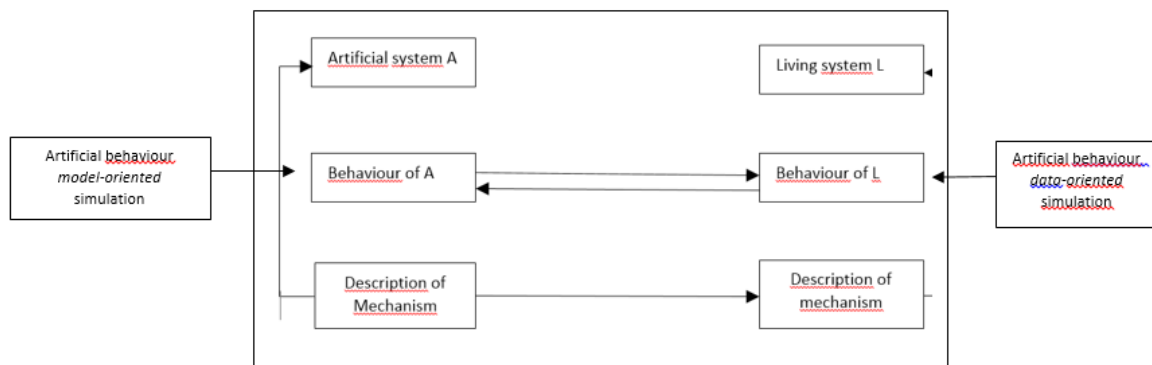 Artificial system A
Living system L
Artificial behaviour
model-oriented
simulation
Behaviour of A
Behaviour of L
Artificial behaviour
data-oriented
simulation
Description of
Mechanism
Description of
mechanism